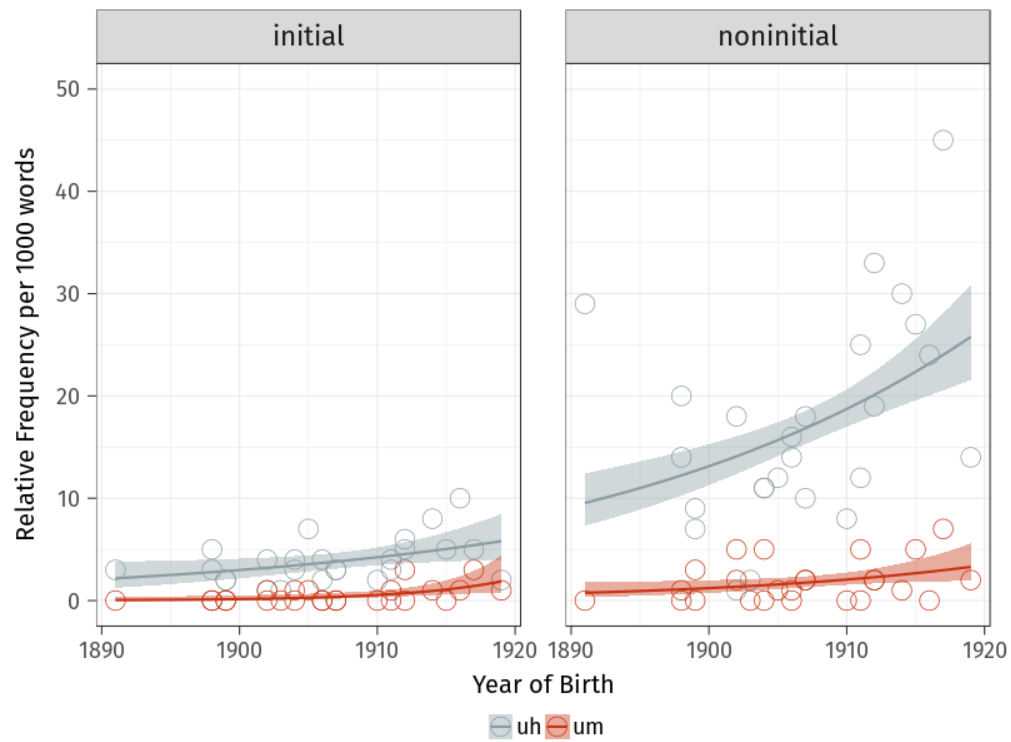 initial noninitial
50
40
30
20
10
0
Relative Frequency per 1000 words
1890 1900 1910 1920 1890 1900 1910 1920
Year of Birth
uh um